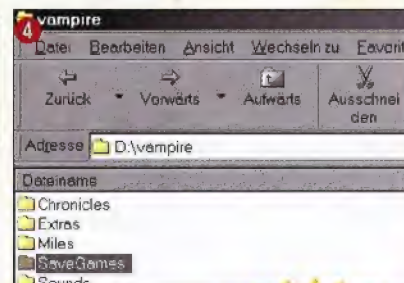 4
vampire
Datei Bearbeiten Ansicht Wechseln zu Favorit
Zurück Vorwärts Aufwärts Ausschnei
den
Adresse D:\vampire
Dateiname
Chronicles
Extras
Miles
SaveGames
Sounds